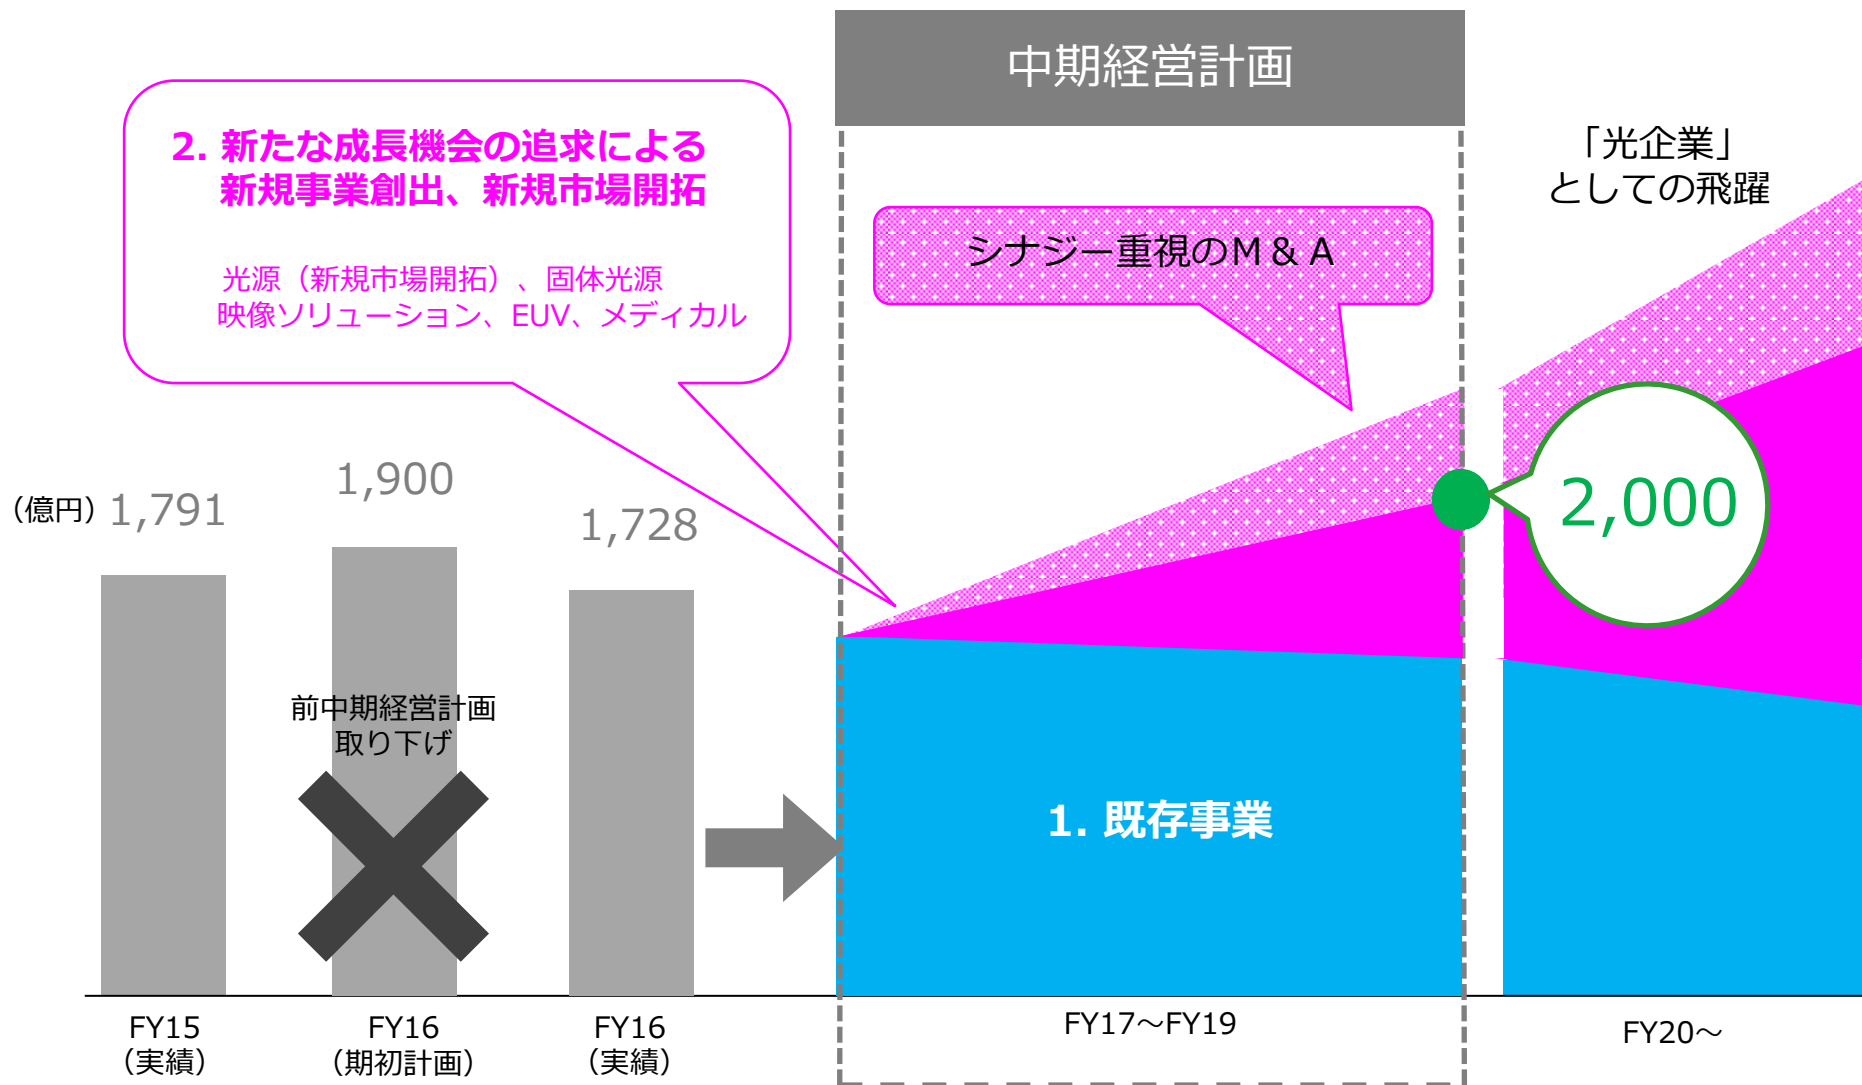 中期経営計画
2. 新たな成長機会の追求による
新規事業創出、新規市場開拓
光源（新規市場開拓）、固体光源
映像ソリューション、EUV、メディカル
「光企業」
としての飛躍
シナジー重視のM＆A
（億円）
1,791
1,900
1,728
2,000
前中期経営計画
取り下げ
1. 既存事業
FY15
（実績）
FY16
（期初計画）
FY16
（実績）
FY17～FY19
FY20～